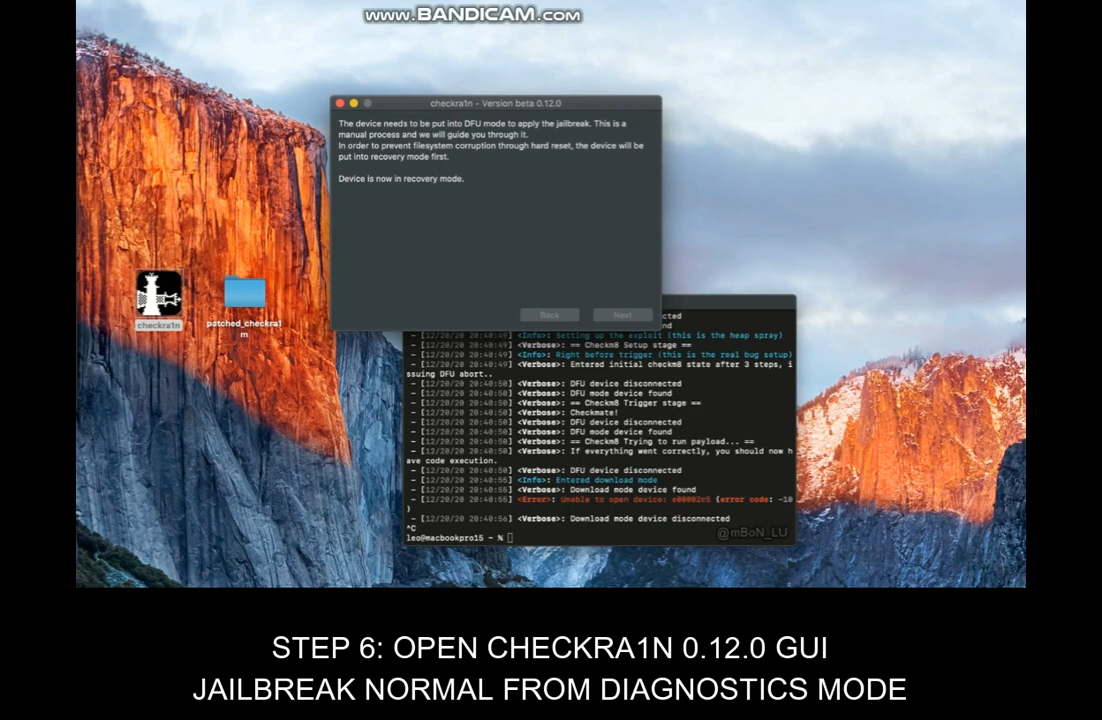 www.BANDICAM.com
checkra1n - Version beta 0.12.0
The device needs to be put into DFU mode to apply the jailbreak. This is a
manual process and we will guide you through it.
In order to prevent filesystem corruption through hard reset, the device will be
put into recovery mode first.
Device is now in recovery mode.
Back
Next
checkra1n
patched_checkra1
n
cted
nd
- [12/20/20 20:40:49] <Info>: Setting up the exploit (this is the heap spray)
- [12/20/20 20:40:49] <Verbose>: == Checkm8 Setup stage ==
- [12/20/20 20:40:49] <Info>: Right before trigger (this is the real bug setup)
- [12/20/20 20:40:49] <Verbose>: Entered initial checkm8 state after 3 steps, i
ssuing DFU abort..
- [12/20/20 20:40:50] <Verbose>: DFU device disconnected
- [12/20/20 20:40:50] <Verbose>: DFU mode device found
- [12/20/20 20:40:50] <Verbose>: == Checkm8 Trigger stage ==
- [12/20/20 20:40:50] <Verbose>: Checkmate!
- [12/20/20 20:40:50] <Verbose>: DFU device disconnected
- [12/20/20 20:40:50] <Verbose>: DFU mode device found
- [12/20/20 20:40:50] <Verbose>: == Checkm8 Trying to run payload... ==
- [12/20/20 20:40:50] <Verbose>: If everything went correctly, you should now h
ave code execution.
- [12/20/20 20:40:50] <Verbose>: DFU device disconnected
- [12/20/20 20:40:55] <Info>: Entered download mode
- [12/20/20 20:40:55] <Verbose>: Download mode device found
- [12/20/20 20:40:55] <Error>: Unable to open device: e00002c5 (error code: -10
)
- [12/20/20 20:40:56] <Verbose>: Download mode device disconnected
^C
leo@macbookpro15 ~ %
@mBoN_LU
STEP 6: OPEN CHECKRA1N 0.12.0 GUI
JAILBREAK NORMAL FROM DIAGNOSTICS MODE